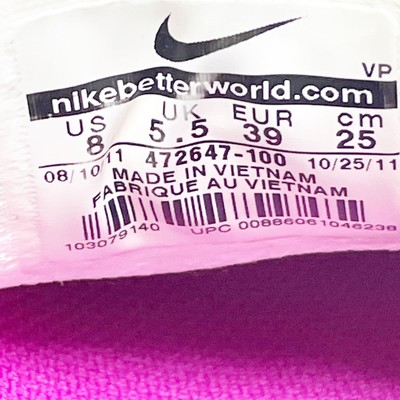 VP
nikebetterworld.com
US UK EUR cm
8 5.5 39 25
08/10/11 472647-100 10/25/11
MADE IN VIETNAM
FABRIQUE AU VIETNAM
103079140 UPC 00886061046238